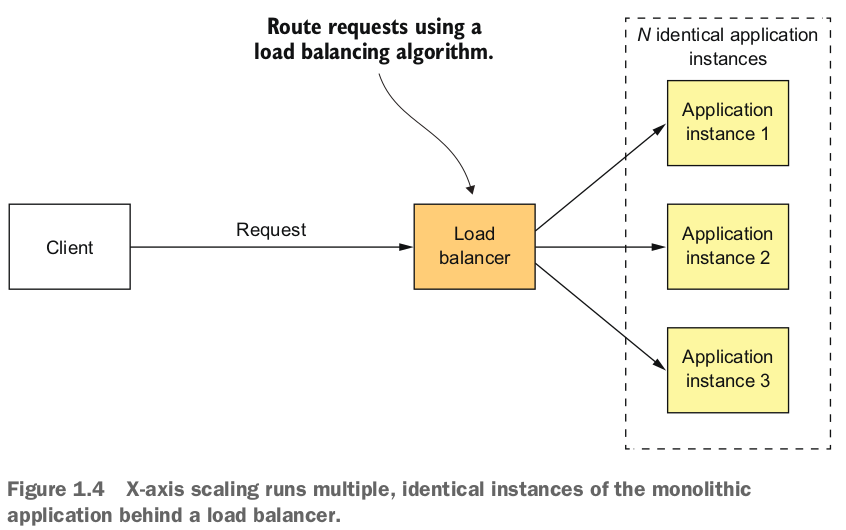 Route requests using a
load balancing algorithm.
N identical application
instances
Application
instance 1
Client
Request
Load
balancer
Application
instance 2
Application
instance 3
Figure 1.4 X-axis scaling runs multiple, identical instances of the monolithic
application behind a load balancer.